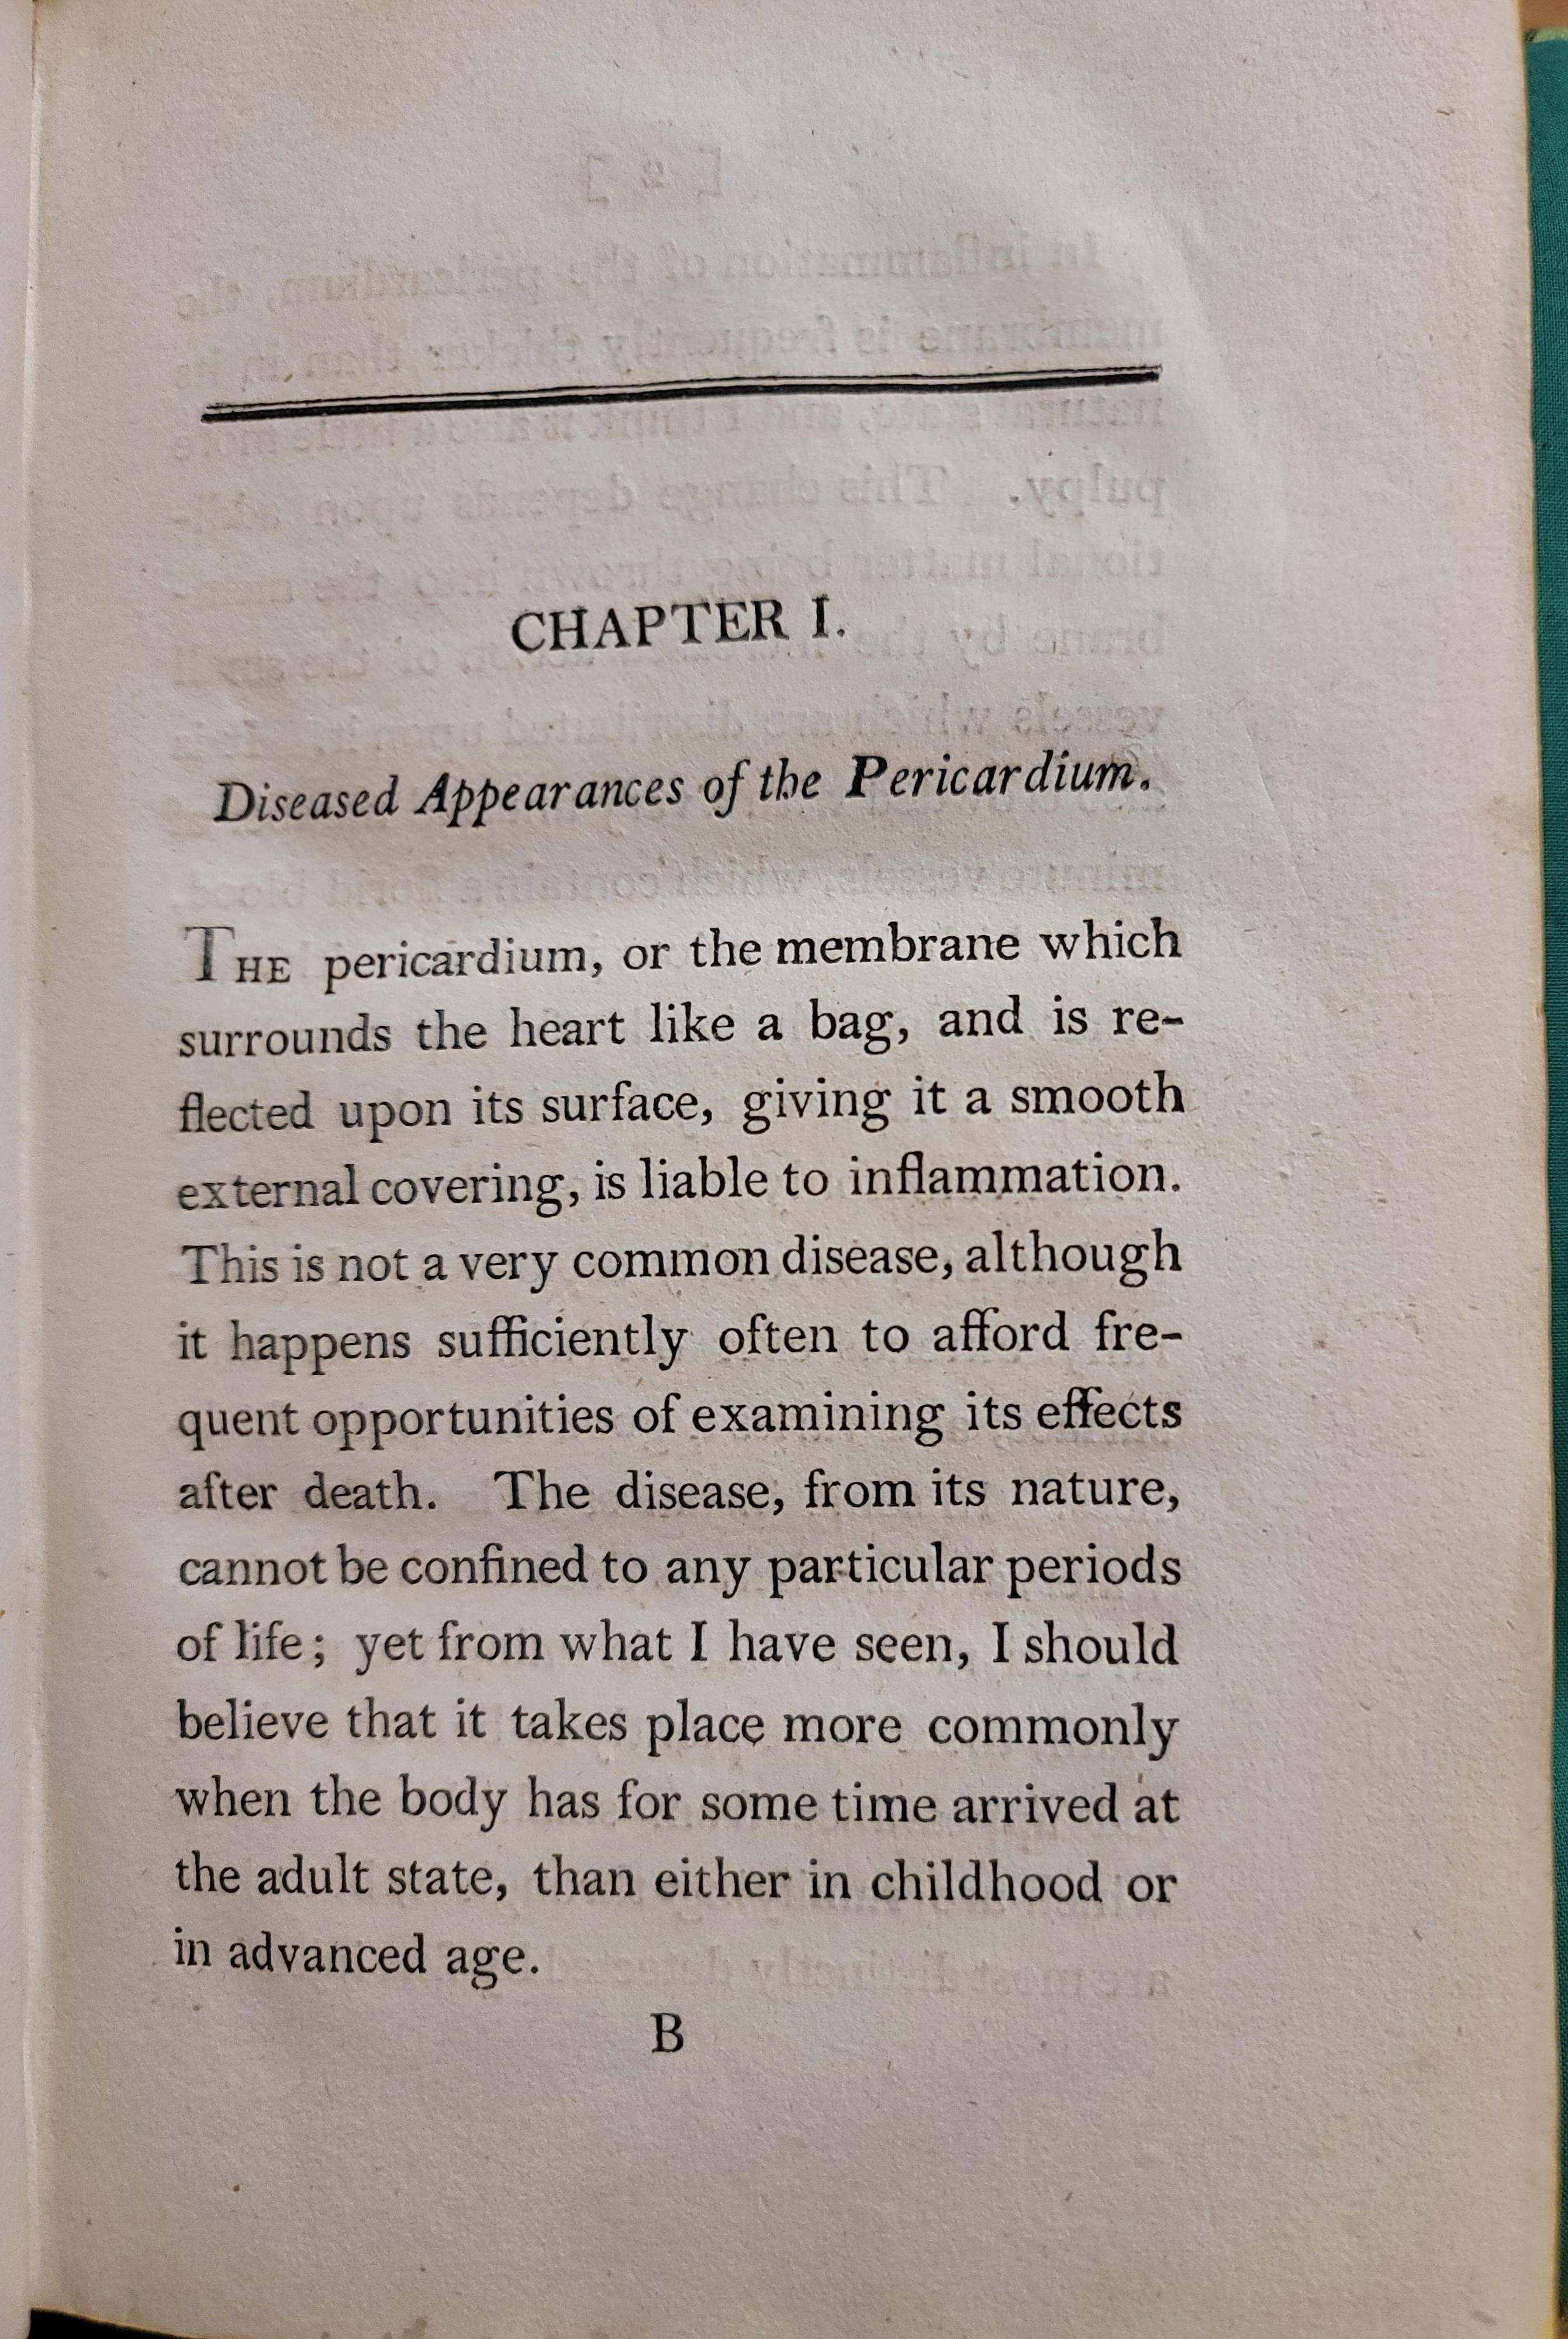 CHAPTER I.
Diseased Appearances of the Pericardium.
THE pericardium, or the membrane which
surrounds the heart like a bag, and is re-
flected upon its surface, giving it a smooth
external covering, is liable to inflammation.
This is not a very common disease, although
it happens sufficiently often to afford fre-
quent opportunities of examining its effects
after death. The disease, from its nature,
cannot be confined to any particular periods
of life; yet from what I have seen, I should
believe that it takes place more commonly
when the body has for some time arrived at
the adult state, than either in childhood or
in advanced age.
B